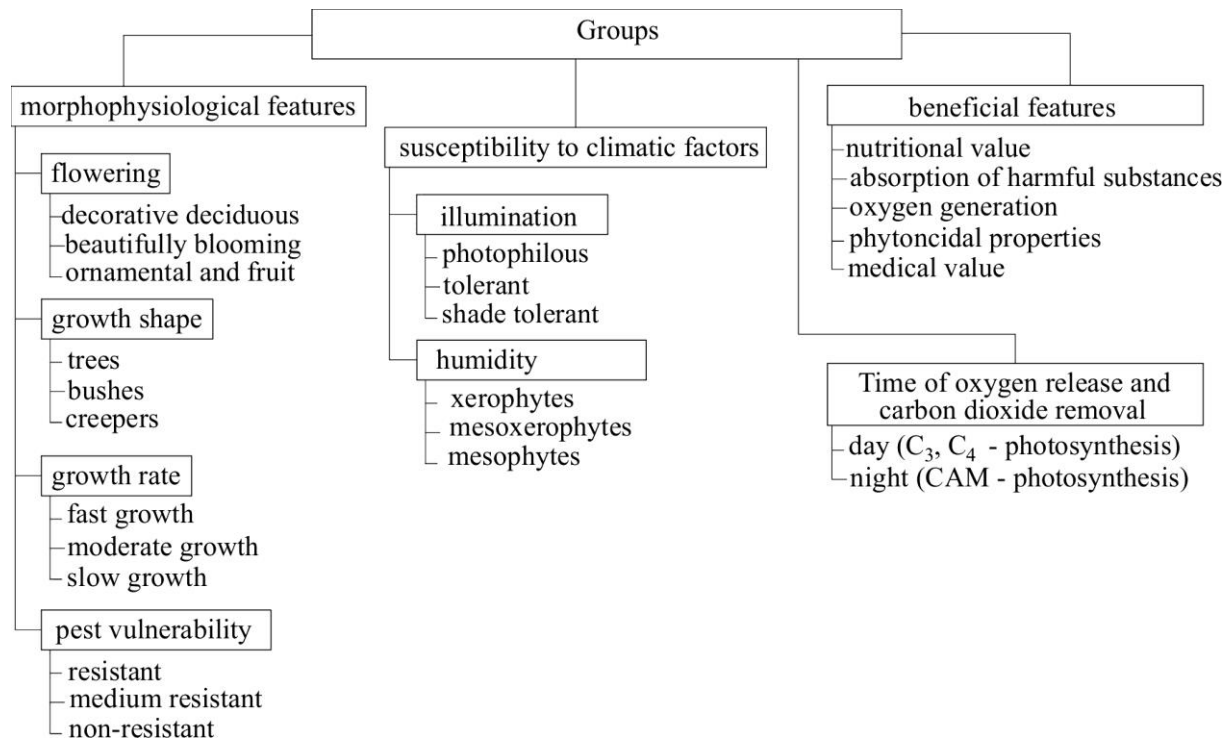 Groups
morphophysiological features
flowering
decorative deciduous
beautifully blooming
ornamental and fruit
growth shape
trees
bushes
creepers
growth rate
fast growth
moderate growth
slow growth
pest vulnerability
resistant
medium resistant
non-resistant
susceptibility to climatic factors
illumination
photophilous
tolerant
shade tolerant
humidity
xerophytes
mesoxerophytes
mesophytes
beneficial features
nutritional value
absorption of harmful substances
oxygen generation
phytoncidal properties
medical value
Time of oxygen release and
carbon dioxide removal
day (C₃, C₄ - photosynthesis)
night (CAM - photosynthesis)